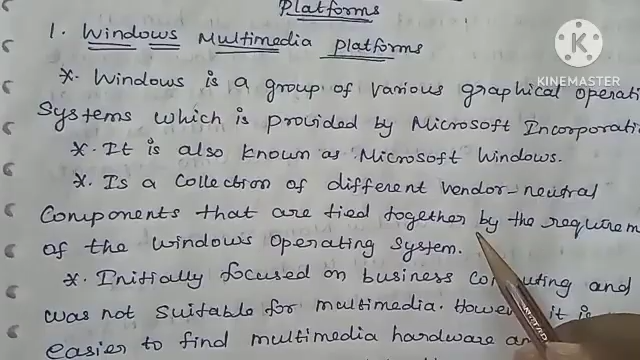 Platforms
1. Windows Multimedia platforms
*. Windows is a group of various graphical operati
Systems which is provided by Microsoft Incorporati
*. It is also known as Microsoft Windows.
*. Is a collection of different vendor-neutral
Components that are tied together by the requirem
of the windows Operating System.
*. Initially focused on business computing and
was not suitable for multimedia. However it is
easier to find multimedia hardware an
KINEMASTER